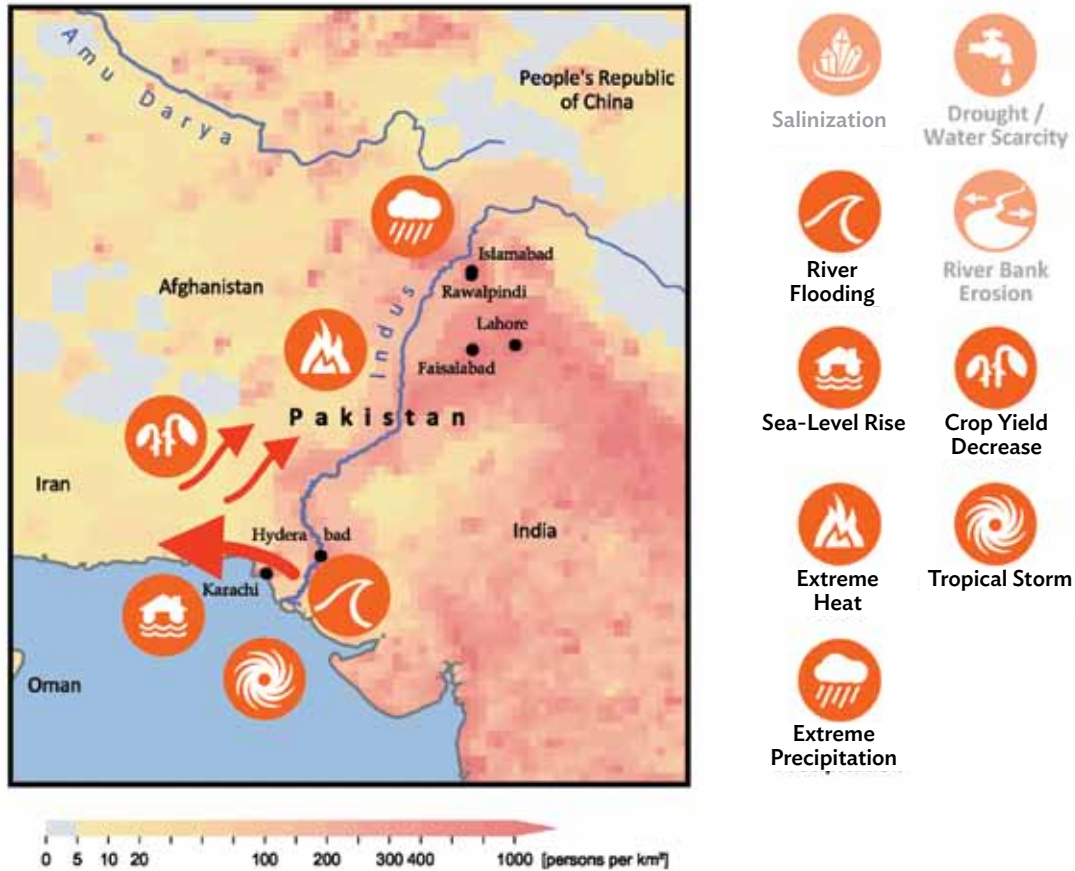 Amu Darya
People's Republic
of China
Islamabad
Rawalpindi
Afghanistan
Indus
Lahore
Faisalabad
Pakistan
Iran
Hydera bad
India
Karachi
Oman
0 5 10 20 100 200 300 400 1000 [persons per km²]
Salinization
Drought /
Water Scarcity
River
Flooding
River Bank
Erosion
Sea-Level Rise
Crop Yield
Decrease
Extreme
Heat
Tropical Storm
Extreme
Precipitation